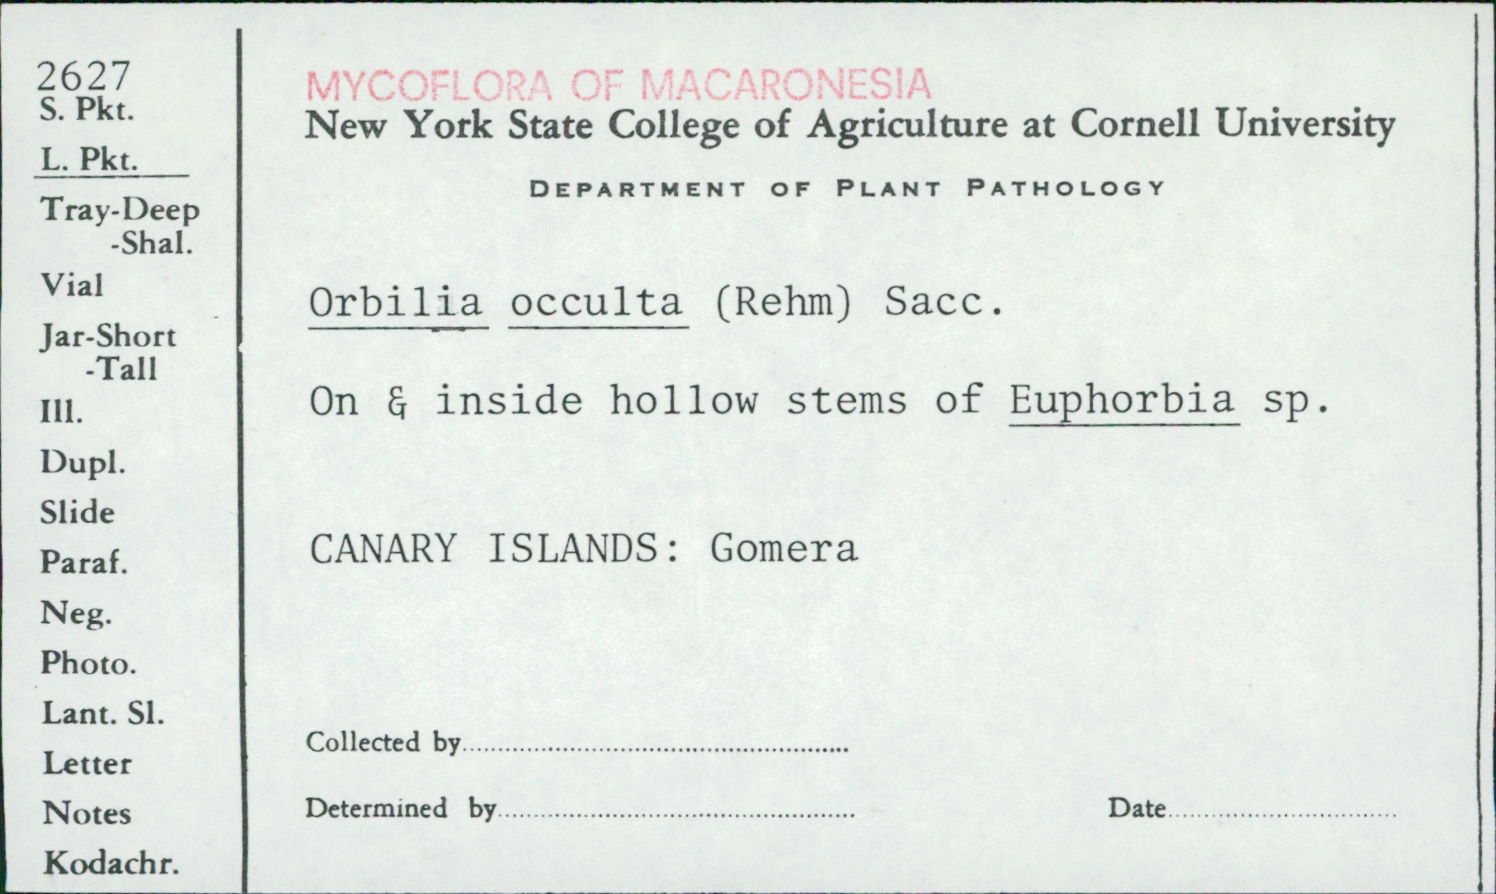 2627
S. Pkt.
L. Pkt.
Tray-Deep
-Shal.
Vial
Jar-Short
-Tall
Ill.
Dupl.
Slide
Paraf.
Neg.
Photo.
Lant. Sl.
Letter
Notes
Kodachr.
MYCOFLORA OF MACARONESIA
New York State College of Agriculture at Cornell University
DEPARTMENT OF PLANT PATHOLOGY
Orbilia occulta (Rehm) Sacc.
On & inside hollow stems of Euphorbia sp.
CANARY ISLANDS: Gomera
Collected by
Determined by
Date